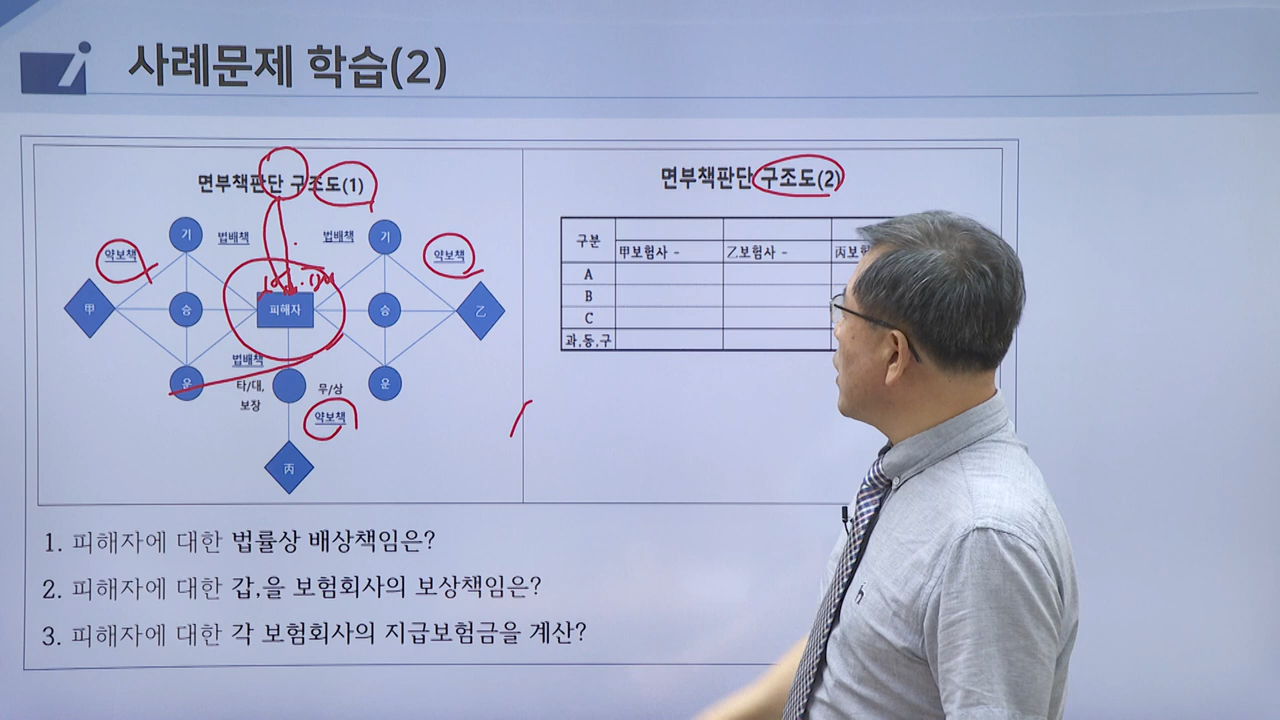 사례문제 학습(2)
면부책판단 구조도(1)
기
법배책
법배책
기
약보책
약보책
甲
승
피해자
승
乙
법배책
운
타/대,
무/상
운
보장
약보책
丙
면부책판단 구조도(2)
구분
甲보험사 -
乙보험사 -
丙보험
A
B
C
과,동,구
1. 피해자에 대한 법률상 배상책임은?
2. 피해자에 대한 갑,을 보험회사의 보상책임은?
3. 피해자에 대한 각 보험회사의 지급보험금을 계산?